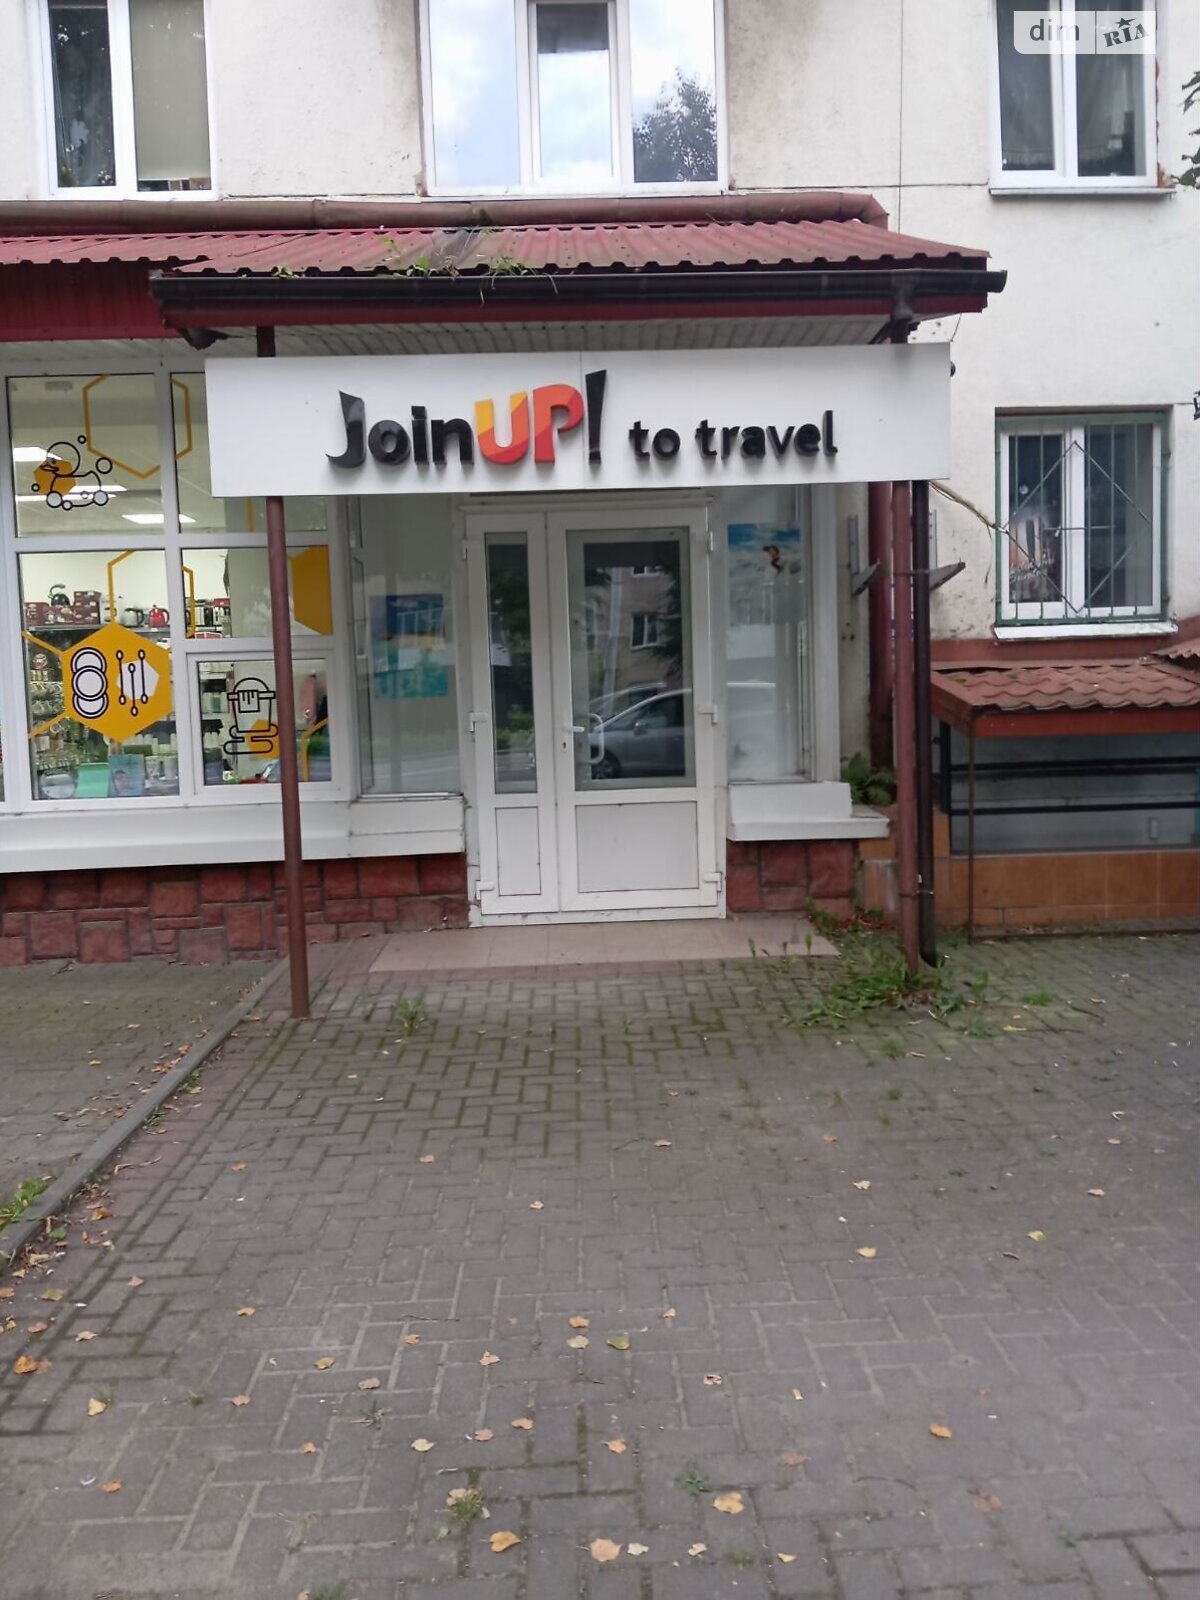 dim RIA
JoinUP! to travel